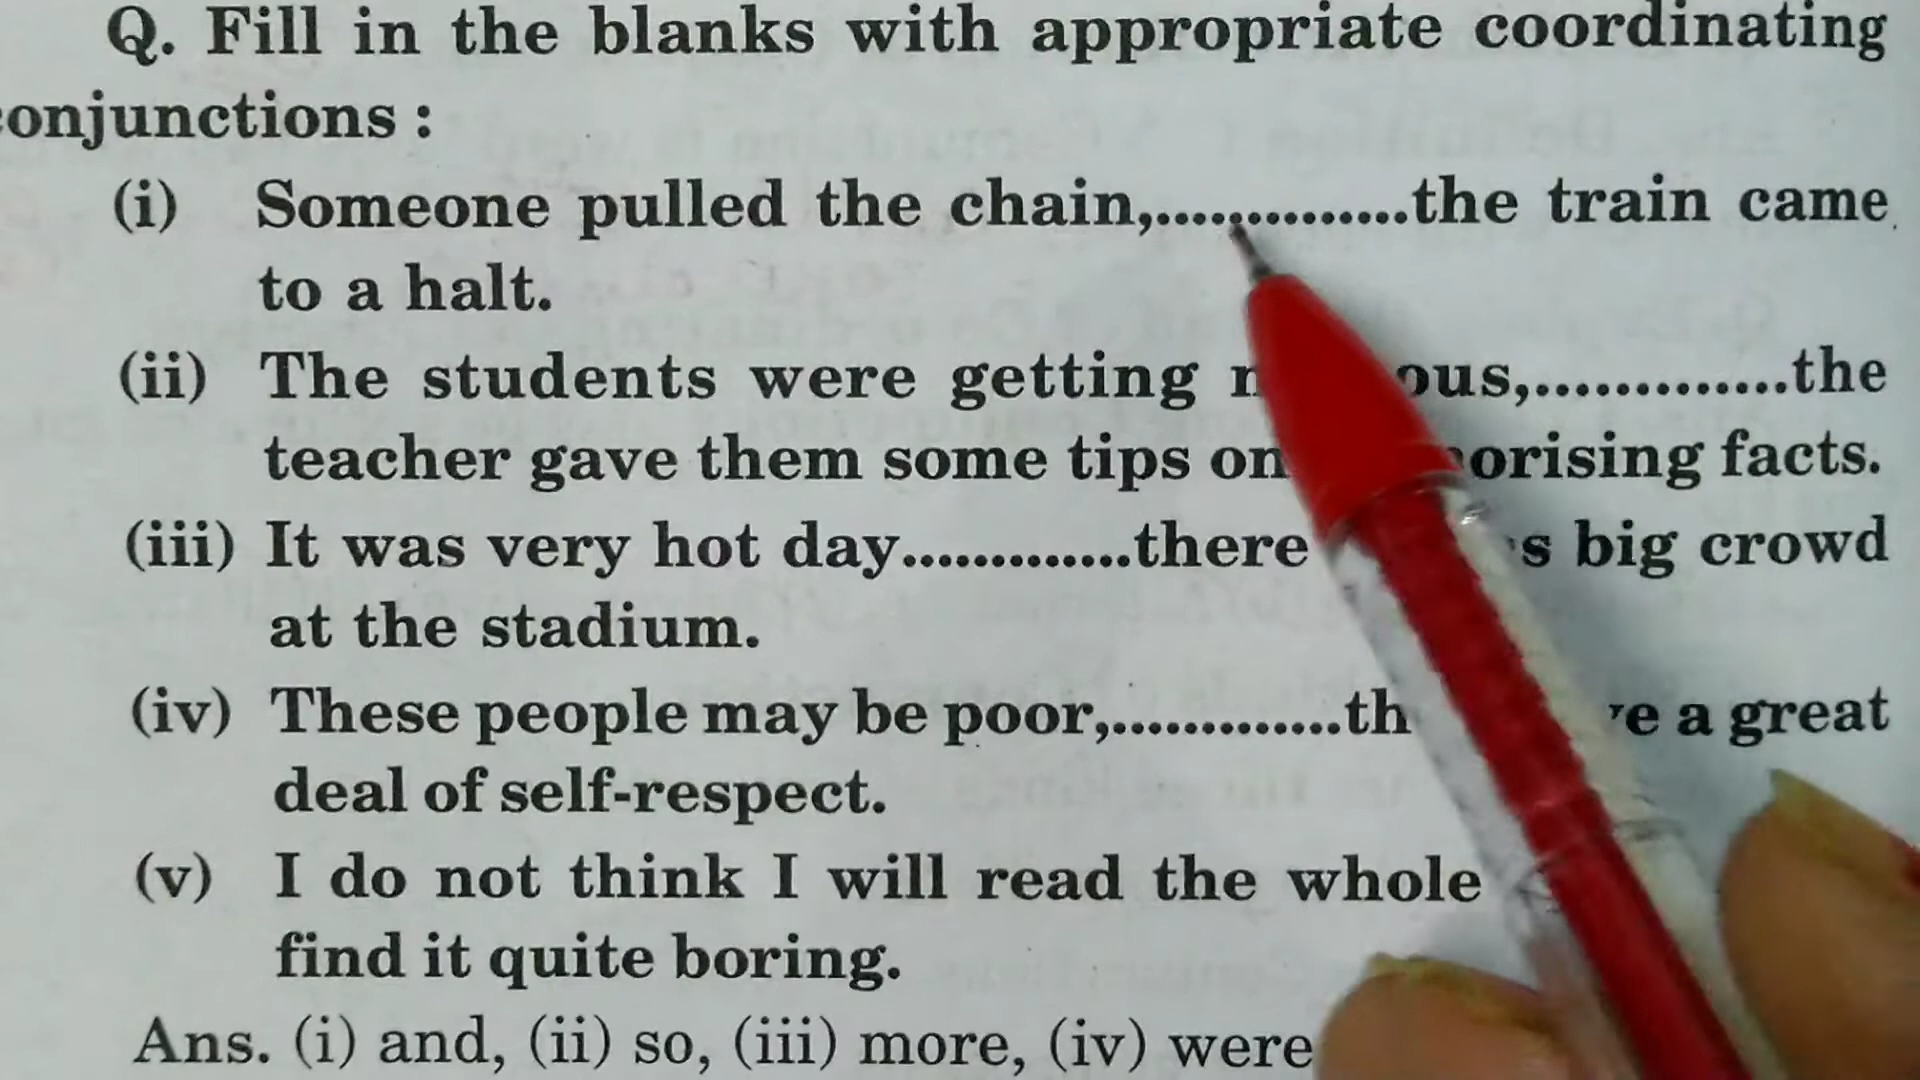 Q. Fill in the blanks with appropriate coordinating
onjunctions :
(i) Someone pulled the chain,...............the train came
to a halt.
(ii) The students were getting ous,.............the
teacher gave them some tips on orising facts.
(iii) It was very hot day.............there s big crowd
at the stadium.
(iv) These people may be poor,.............th e a great
deal of self-respect.
(v) I do not think I will read the whole
find it quite boring.
Ans. (i) and, (ii) so, (iii) more, (iv) were